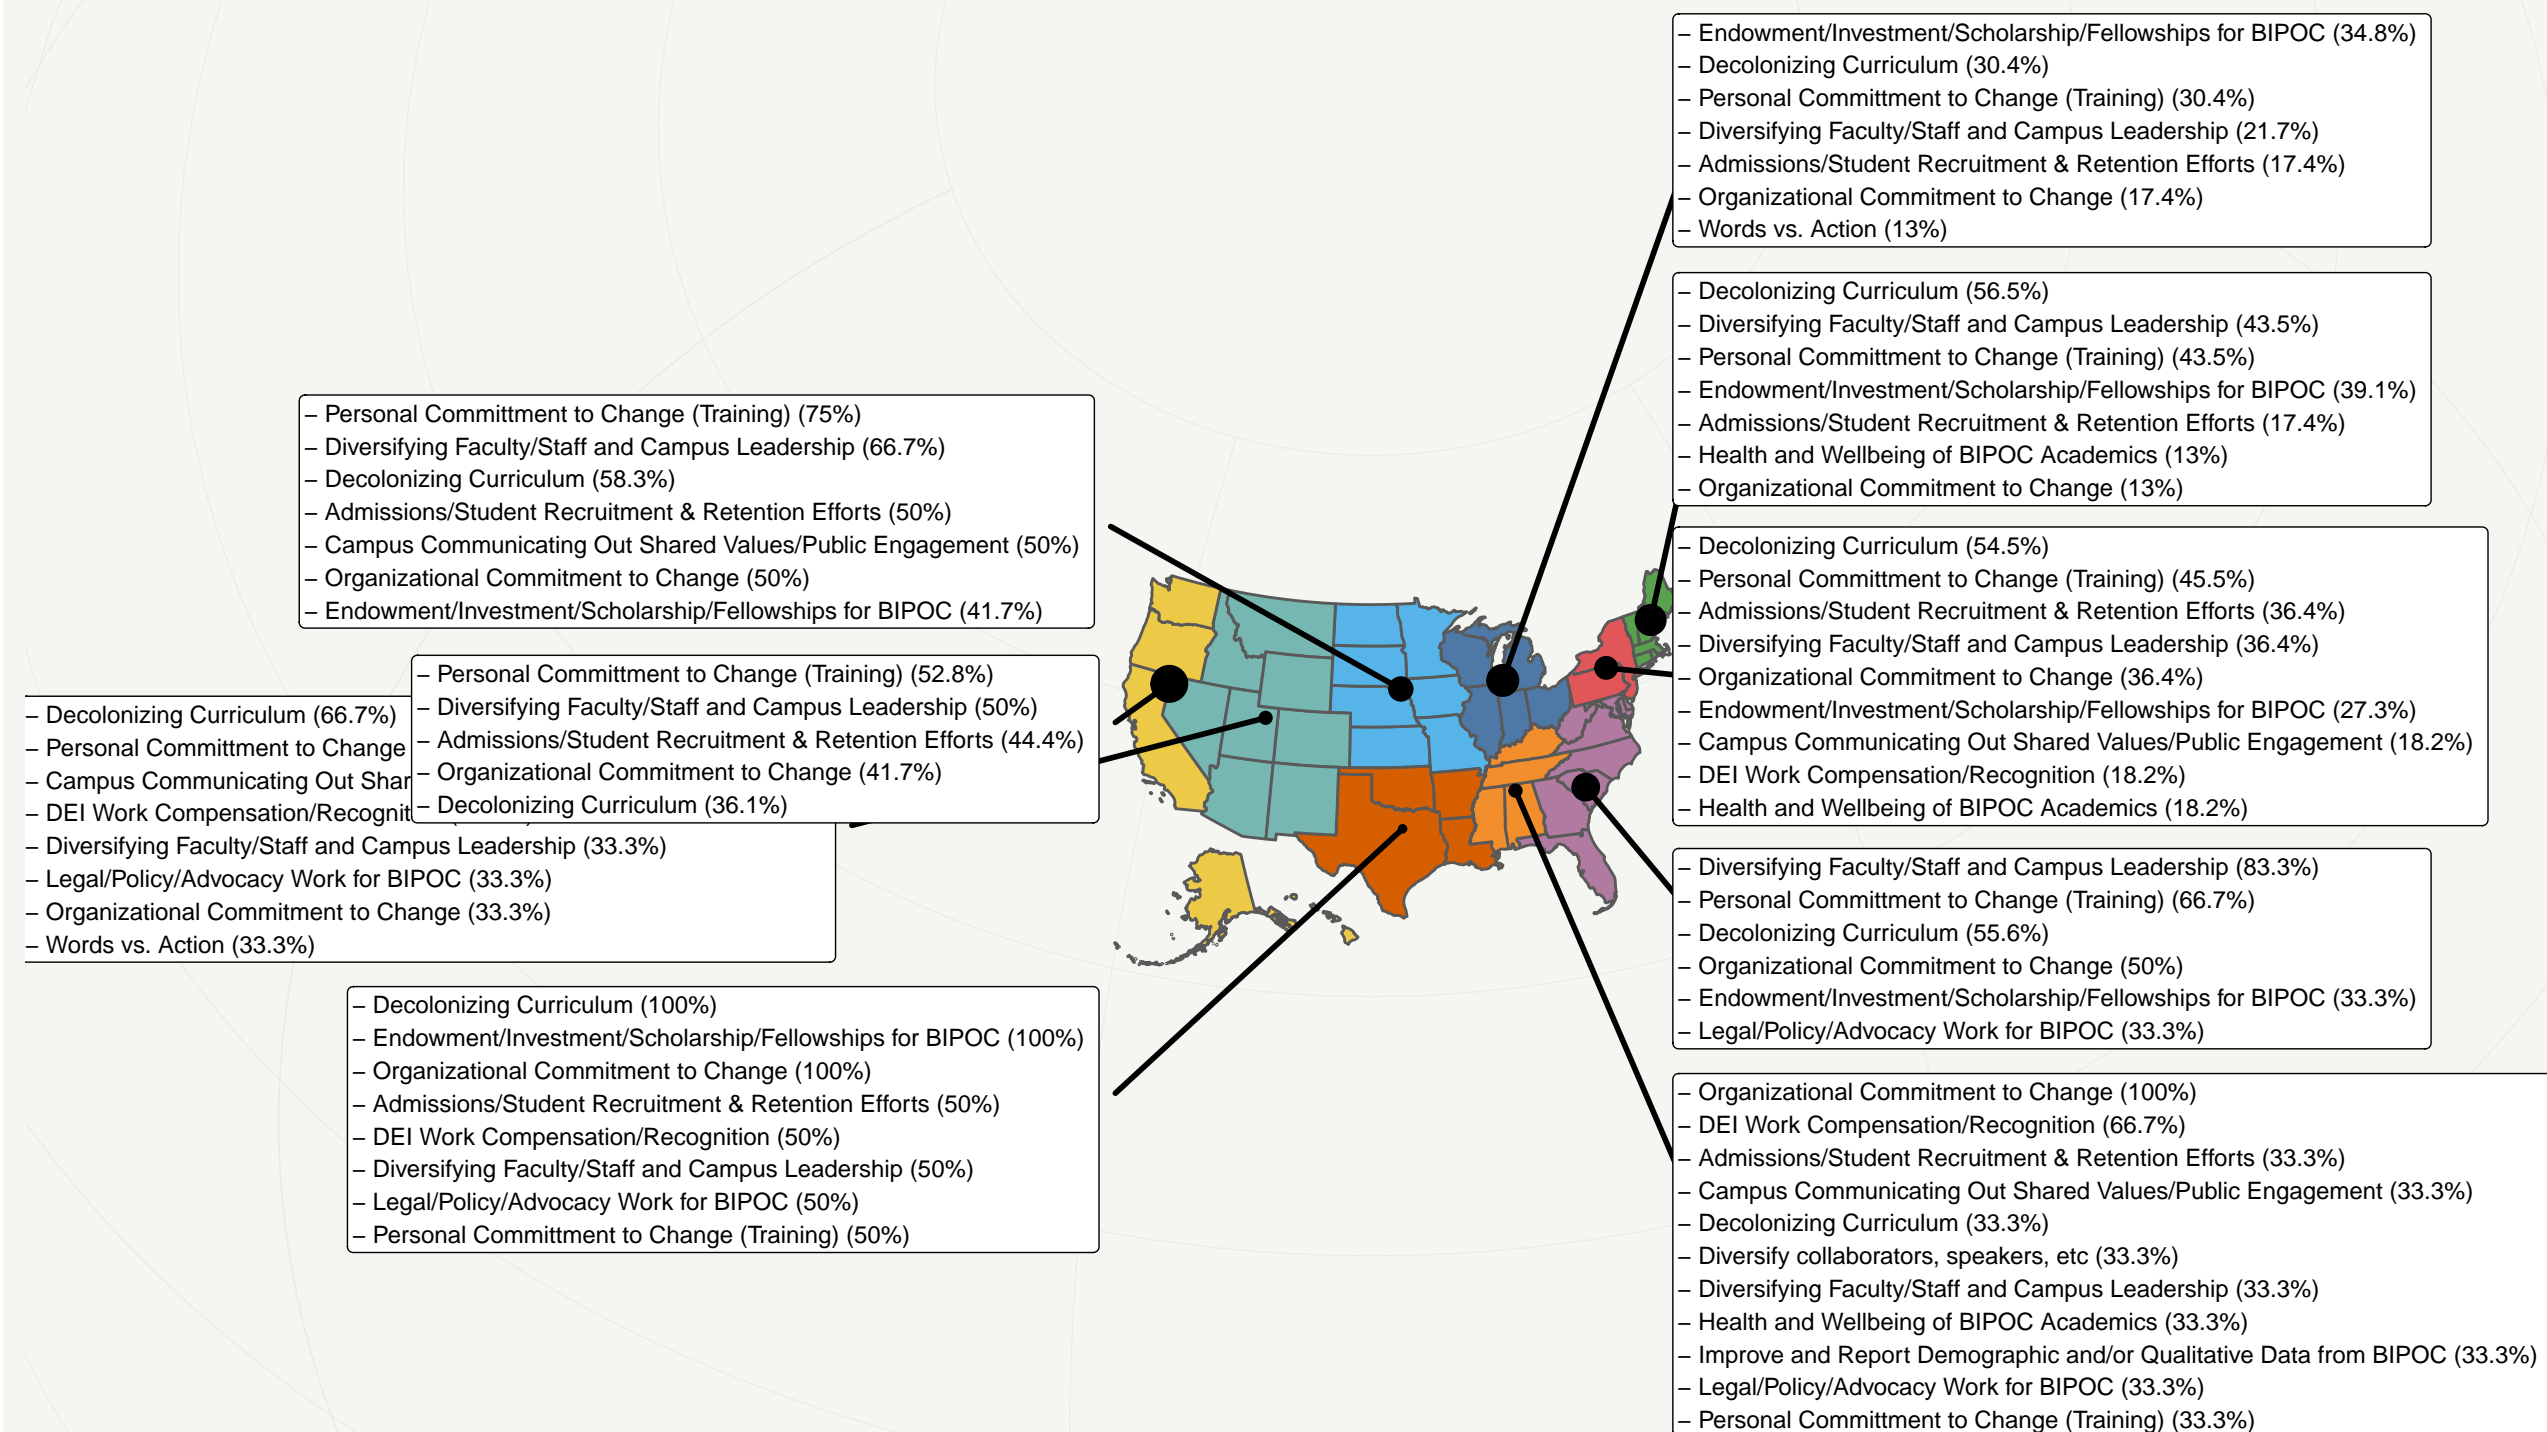 – Endowment/Investment/Scholarship/Fellowships for BIPOC (34.8%)
– Decolonizing Curriculum (30.4%)
– Personal Committment to Change (Training) (30.4%)
– Diversifying Faculty/Staff and Campus Leadership (21.7%)
– Admissions/Student Recruitment & Retention Efforts (17.4%)
– Organizational Commitment to Change (17.4%)
– Words vs. Action (13%)
– Decolonizing Curriculum (56.5%)
– Diversifying Faculty/Staff and Campus Leadership (43.5%)
– Personal Committment to Change (Training) (43.5%)
– Endowment/Investment/Scholarship/Fellowships for BIPOC (39.1%)
– Admissions/Student Recruitment & Retention Efforts (17.4%)
– Health and Wellbeing of BIPOC Academics (13%)
– Organizational Commitment to Change (13%)
– Personal Committment to Change (Training) (75%)
– Diversifying Faculty/Staff and Campus Leadership (66.7%)
– Decolonizing Curriculum (58.3%)
– Admissions/Student Recruitment & Retention Efforts (50%)
– Campus Communicating Out Shared Values/Public Engagement (50%)
– Organizational Commitment to Change (50%)
– Endowment/Investment/Scholarship/Fellowships for BIPOC (41.7%)
– Decolonizing Curriculum (54.5%)
– Personal Committment to Change (Training) (45.5%)
– Admissions/Student Recruitment & Retention Efforts (36.4%)
– Diversifying Faculty/Staff and Campus Leadership (36.4%)
– Organizational Commitment to Change (36.4%)
– Endowment/Investment/Scholarship/Fellowships for BIPOC (27.3%)
– Campus Communicating Out Shared Values/Public Engagement (18.2%)
– DEI Work Compensation/Recognition (18.2%)
– Health and Wellbeing of BIPOC Academics (18.2%)
– Personal Committment to Change (Training) (52.8%)
– Diversifying Faculty/Staff and Campus Leadership (50%)
– Admissions/Student Recruitment & Retention Efforts (44.4%)
– Organizational Commitment to Change (41.7%)
– Decolonizing Curriculum (36.1%)
– Decolonizing Curriculum (66.7%)
– Personal Committment to Change
– Campus Communicating Out
– DEI Work
– Diversifying Faculty/Staff and Campus Leadership (33.3%)
– Legal/Policy/Advocacy Work for BIPOC (33.3%)
– Organizational Commitment to Change (33.3%)
– Words vs. Action (33.3%)
– Diversifying Faculty/Staff and Campus Leadership (83.3%)
– Personal Committment to Change (Training) (66.7%)
– Decolonizing Curriculum (55.6%)
– Organizational Commitment to Change (50%)
– Endowment/Investment/Scholarship/Fellowships for BIPOC (33.3%)
– Legal/Policy/Advocacy Work for BIPOC (33.3%)
– Decolonizing Curriculum (100%)
– Endowment/Investment/Scholarship/Fellowships for BIPOC (100%)
– Organizational Commitment to Change (100%)
– Admissions/Student Recruitment & Retention Efforts (50%)
– DEI Work Compensation/Recognition (50%)
– Diversifying Faculty/Staff and Campus Leadership (50%)
– Legal/Policy/Advocacy Work for BIPOC (50%)
– Personal Committment to Change (Training) (50%)
– Organizational Commitment to Change (100%)
– DEI Work Compensation/Recognition (66.7%)
– Admissions/Student Recruitment & Retention Efforts (33.3%)
– Campus Communicating Out Shared Values/Public Engagement (33.3%)
– Decolonizing Curriculum (33.3%)
– Diversify collaborators, speakers, etc (33.3%)
– Diversifying Faculty/Staff and Campus Leadership (33.3%)
– Health and Wellbeing of BIPOC Academics (33.3%)
– Improve and Report Demographic and/or Qualitative Data from BIPOC (33.3%)
– Legal/Policy/Advocacy Work for BIPOC (33.3%)
– Personal Committment to Change (Training) (33.3%)